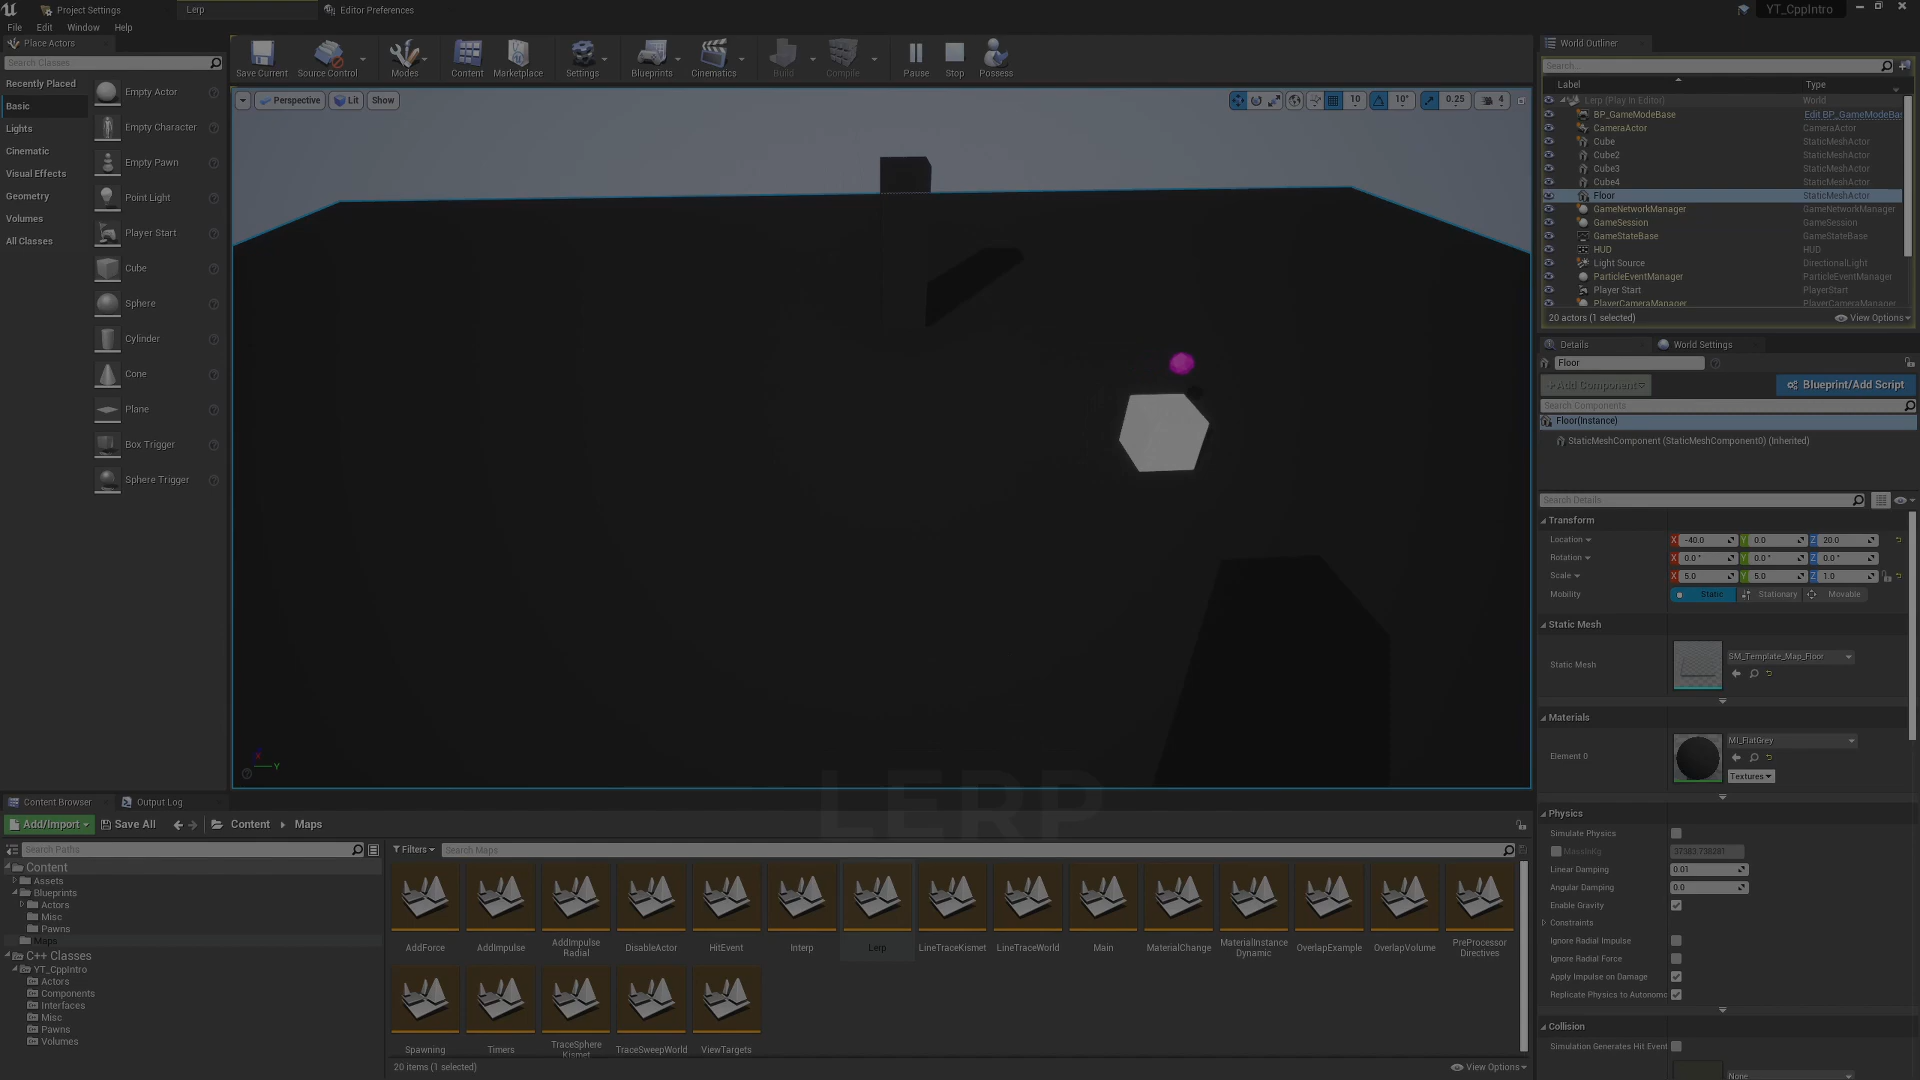 Project Settings
Lerp
Editor Preferences
YT_CppIntro
File Edit Window Help
Place Actors
Search Classes
Recently Placed
Basic
Lights
Cinematic
Visual Effects
Geometry
Volumes
All Classes
Empty Actor
Empty Character
Empty Pawn
Point Light
Player Start
Cube
Sphere
Cylinder
Cone
Plane
Box Trigger
Sphere Trigger
Save Current
Source Control
Modes
Content
Marketplace
Settings
Blueprints
Cinematics
Build
Compile
Pause
Stop
Possess
Perspective
Lit
Show
10
10°
0.25
4
X
Y
LERP
World Outliner
Search...
Label Type
Lerp (Play In Editor) World
BP_GameModeBase Edit BP_GameModeBas
CameraActor CameraActor
Cube StaticMeshActor
Cube2 StaticMeshActor
Cube3 StaticMeshActor
Cube4 StaticMeshActor
Floor StaticMeshActor
GameNetworkManager GameNetworkManager
GameSession GameSession
GameStateBase GameStateBase
HUD HUD
Light Source DirectionalLight
ParticleEventManager ParticleEventManager
Player Start PlayerStart
PlayerCameraManager PlayerCameraManager
20 actors (1 selected)
View Options
Details
World Settings
Floor
+Add Component
Blueprint/Add Script
Search Components
Floor(Instance)
StaticMeshComponent (StaticMeshComponent0) (Inherited)
Search Details
Transform
Location X -40.0 Y 0.0 Z 20.0
Rotation X 0.0° Y 0.0° Z 0.0°
Scale X 5.0 Y 5.0 Z 1.0
Mobility Static Stationary Movable
Static Mesh
Static Mesh
SM_Template_Map_Floor
Materials
Element 0
MI_FlatGrey
Textures
Physics
Simulate Physics
MassInKg 37383.738281
Linear Damping 0.01
Angular Damping 0.0
Enable Gravity
Constraints
Ignore Radial Impulse
Ignore Radial Force
Apply Impulse on Damage
Replicate Physics to Autonomo
Collision
Simulation Generates Hit Event
None
Content Browser
Output Log
Add/Import
Save All
Content
Maps
Search Paths
Filters
Search Maps
Content
Assets
Blueprints
Actors
Misc
Pawns
Maps
C++ Classes
YT_CppIntro
Actors
Components
Interfaces
Misc
Pawns
Volumes
AddForce
AddImpulse
AddImpulse
Radial
DisableActor
HitEvent
Interp
Lerp
LineTraceKismet
LineTraceWorld
Main
MaterialChange
MaterialInstance
Dynamic
OverlapExample
OverlapVolume
PreProcessor
Directives
Spawning
Timers
TraceSphere
Kismet
TraceSweepWorld
ViewTargets
20 items (1 selected)
View Options